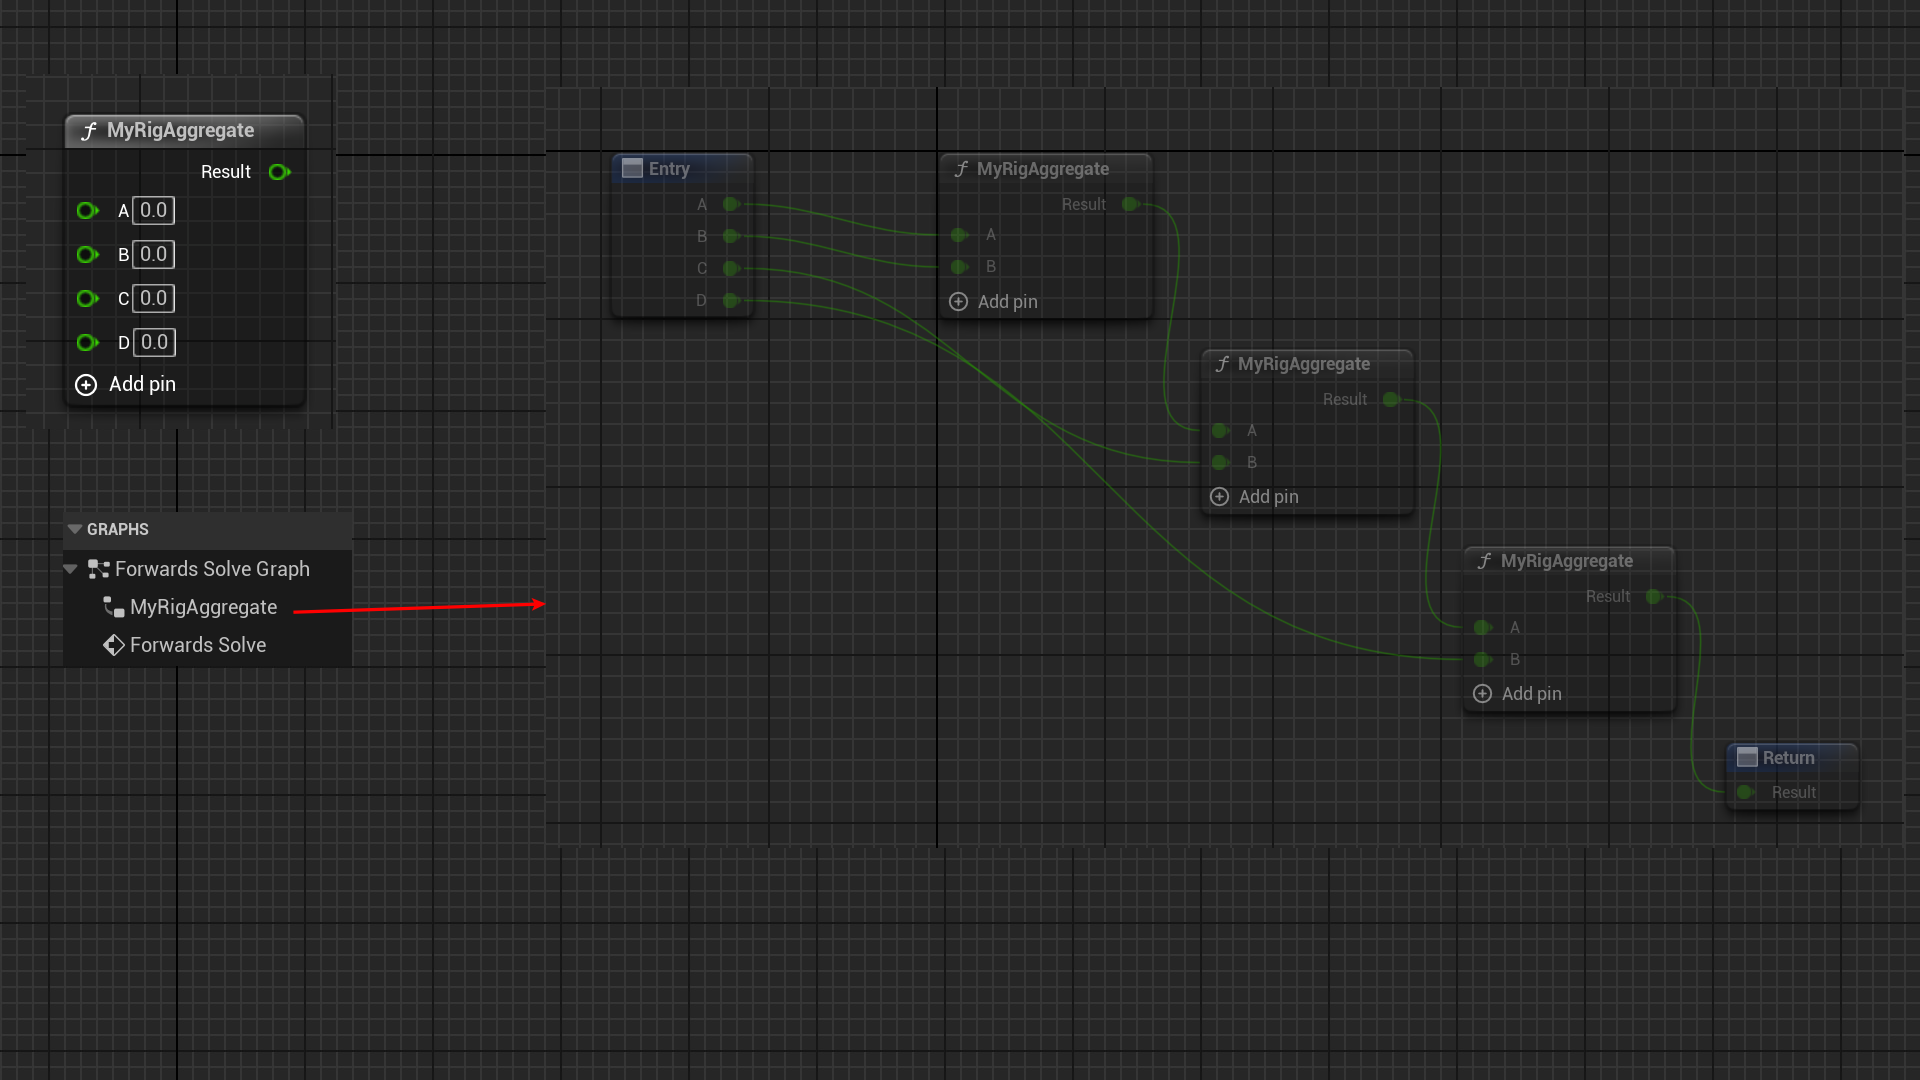 MyRigAggregate
Result
A 0.0
B 0.0
C 0.0
D 0.0
Add pin
GRAPHS
Forwards Solve Graph
MyRigAggregate
Forwards Solve
Entry
A
B
C
D
MyRigAggregate
Result
A
B
Add pin
MyRigAggregate
Result
A
B
Add pin
MyRigAggregate
Result
A
B
Add pin
Return
Result